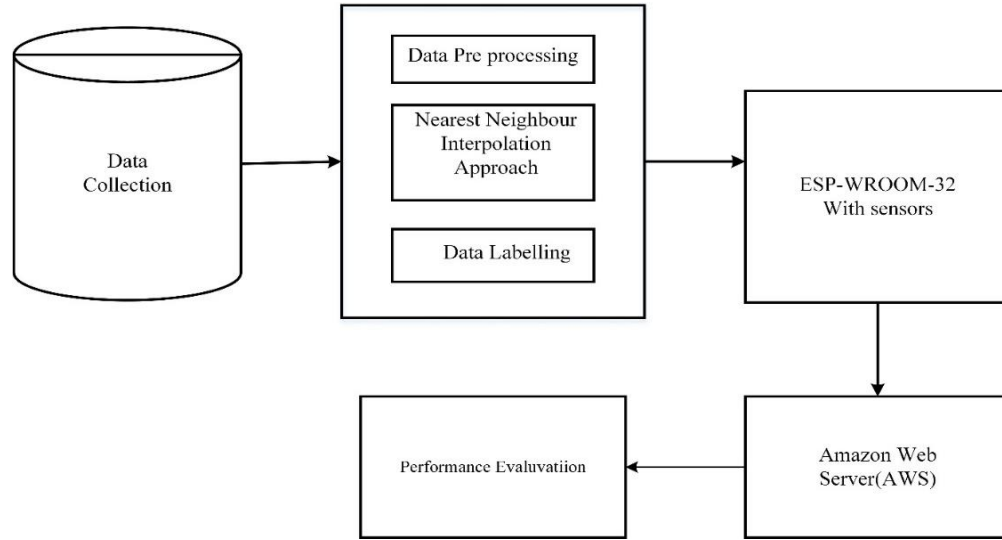 Data
Collection
Data Pre processing
Nearest Neighbour
Interpolation
Approach
Data Labelling
ESP-WROOM-32
With sensors
Amazon Web
Server(AWS)
Performance Evaluvatiion